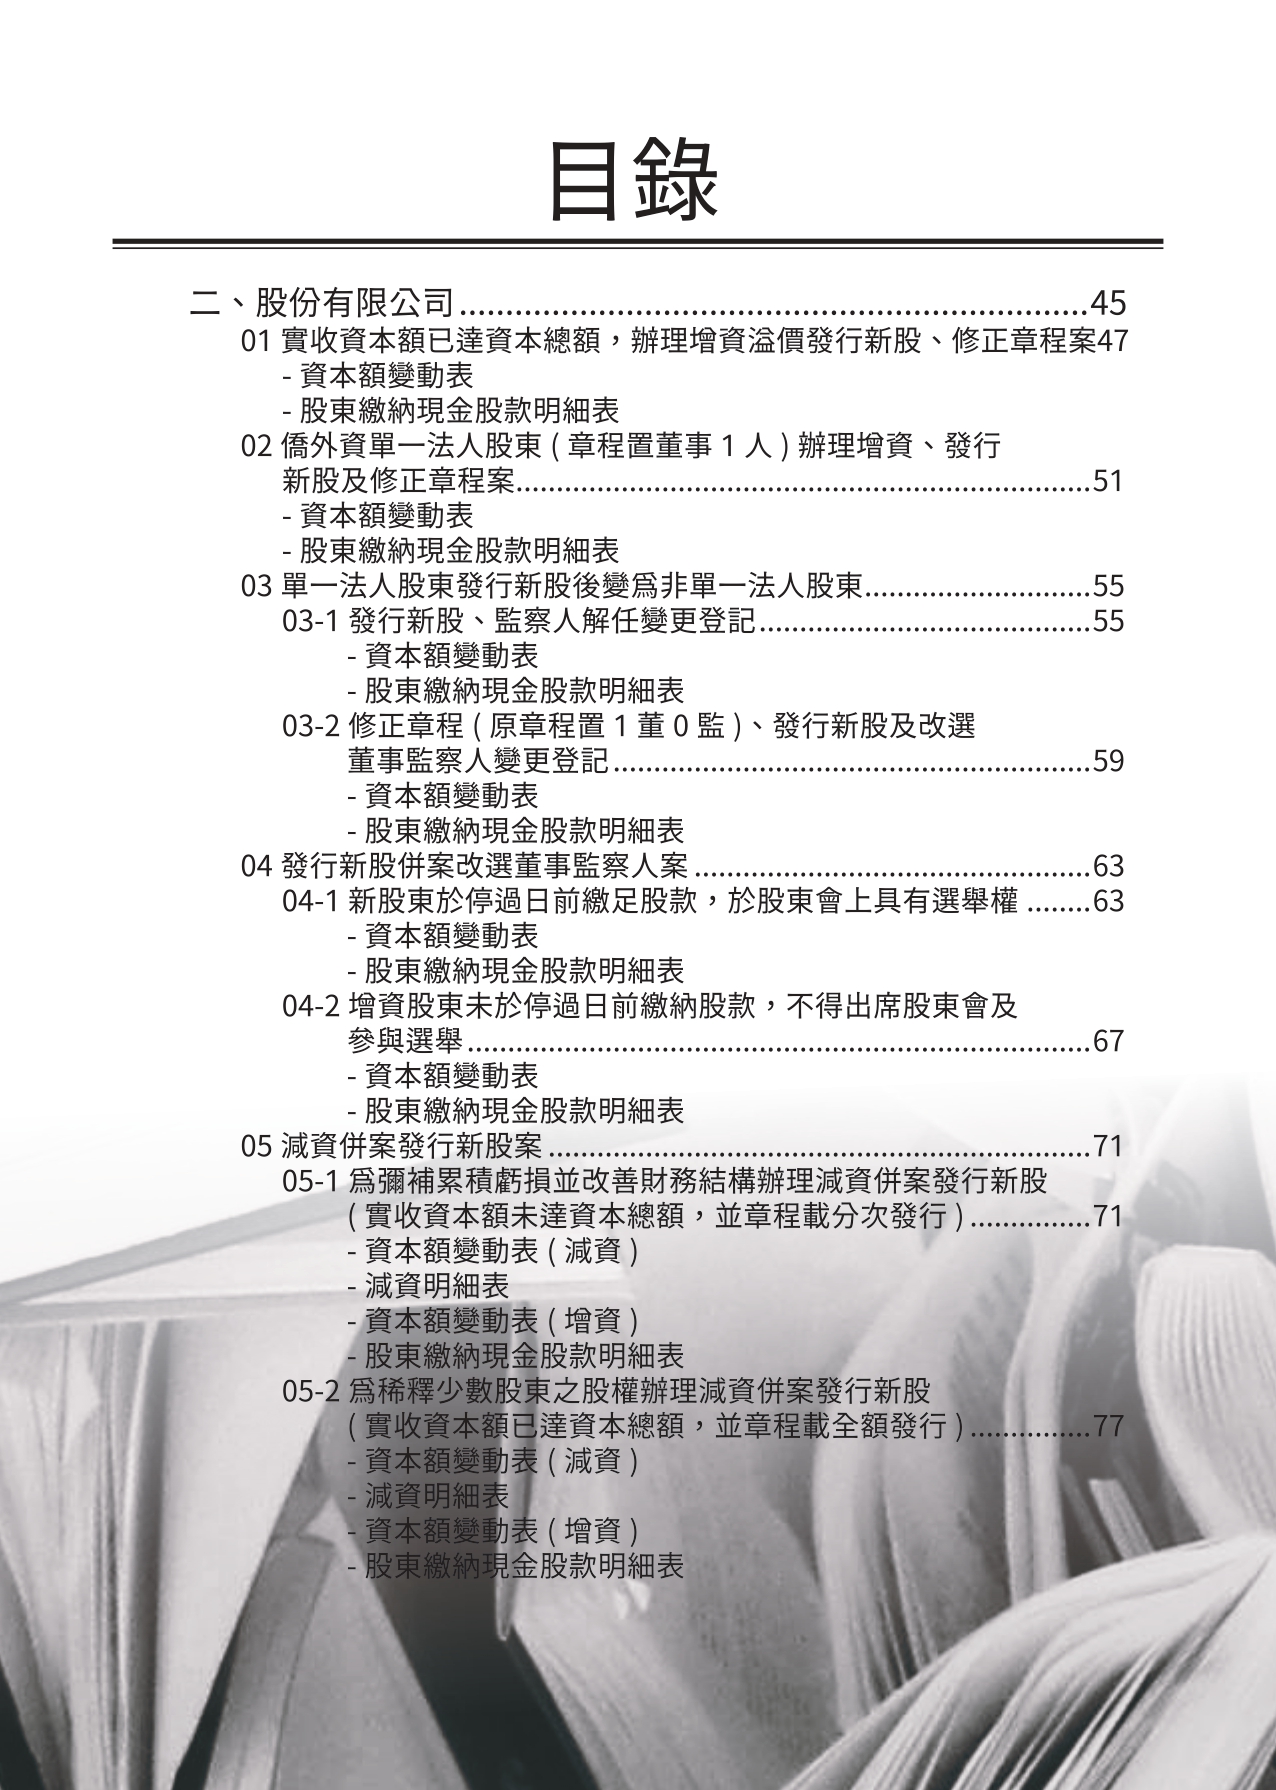 目錄
二、股份有限公司....................................................................45
01 實收資本額已達資本總額，辦理增資溢價發行新股、修正章程案47
- 資本額變動表
- 股東繳納現金股款明細表
02 僑外資單一法人股東 ( 章程置董事 1 人 ) 辦理增資、發行
新股及修正章程案......................................................................51
- 資本額變動表
- 股東繳納現金股款明細表
03 單一法人股東發行新股後變爲非單一法人股東............................55
03-1 發行新股、監察人解任變更登記.........................................55
- 資本額變動表
- 股東繳納現金股款明細表
03-2 修正章程 ( 原章程置 1 董 0 監 )、發行新股及改選
董事監察人變更登記..........................................................59
- 資本額變動表
- 股東繳納現金股款明細表
04 發行新股併案改選董事監察人案 ................................................63
04-1 新股東於停過日前繳足股款，於股東會上具有選舉權 ........63
- 資本額變動表
- 股東繳納現金股款明細表
04-2 增資股東未於停過日前繳納股款，不得出席股東會及
參與選舉............................................................................67
- 資本額變動表
- 股東繳納現金股款明細表
05 減資併案發行新股案 ..................................................................71
05-1 爲彌補累積虧損並改善財務結構辦理減資併案發行新股
( 實收資本額未達資本總額，並章程載分次發行 ) ...............71
- 資本額變動表 ( 減資 )
- 減資明細表
- 資本額變動表 ( 增資 )
- 股東繳納現金股款明細表
05-2 爲稀釋少數股東之股權辦理減資併案發行新股
( 實收資本額已達資本總額，並章程載全額發行 ) ...............77
- 資本額變動表 ( 減資 )
- 減資明細表
- 資本額變動表 ( 增資 )
- 股東繳納現金股款明細表